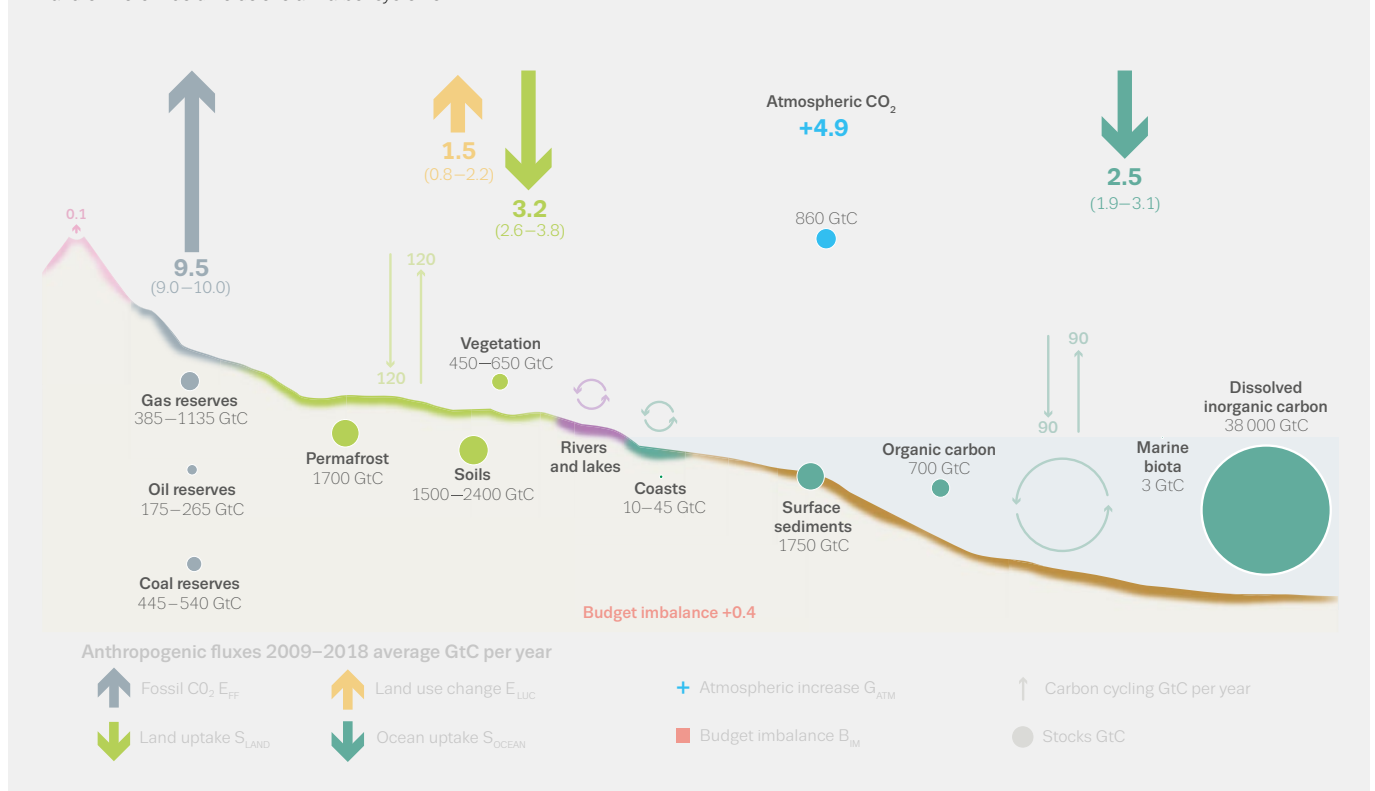 Atmospheric CO2
+4.9
1.5
(0.8–2.2)
3.2
(2.6–3.8)
2.5
(1.9–3.1)
0.1
860 GtC
9.5
(9.0–10.0)
120
120
90
90
Vegetation
450–650 GtC
Gas reserves
385–1135 GtC
Dissolved
inorganic carbon
38 000 GtC
Permafrost
1700 GtC
Soils
1500–2400 GtC
Rivers
and lakes
Organic carbon
700 GtC
Marine
biota
3 GtC
Oil reserves
175–265 GtC
Coasts
10–45 GtC
Surface
sediments
1750 GtC
Coal reserves
445–540 GtC
Budget imbalance +0.4
Anthropogenic fluxes 2009–2018 average GtC per year
Fossil C02 EFF
Land use change ELUC
Atmospheric increase GATM
Carbon cycling GtC per year
Land uptake SLAND
Ocean uptake SOCEAN
Budget imbalance BIM
Stocks GtC